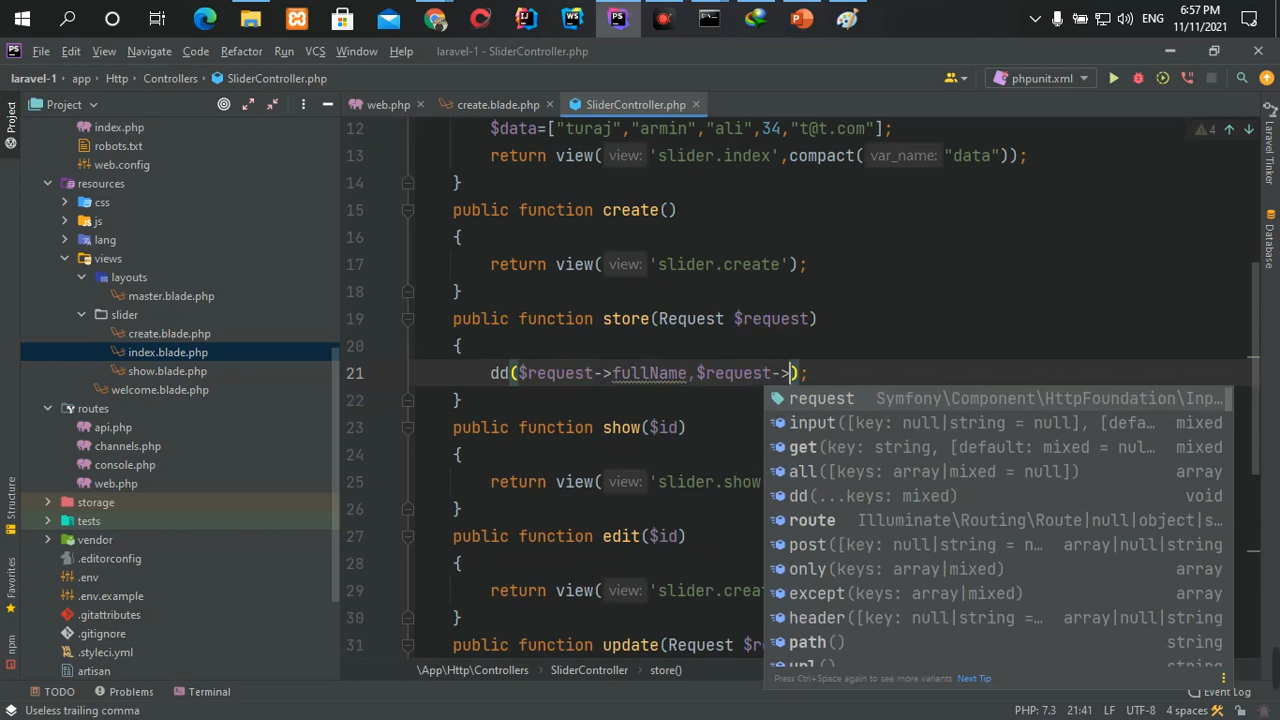 6:57 PM
ENG
11/11/2021
File Edit View Navigate Code Refactor Run VCS Window Help laravel-1 - SliderController.php
laravel-1 app Http Controllers SliderController.php phpunit.xml
Project web.php create.blade.php SliderController.php
index.php
robots.txt
web.config
resources
css
js
lang
views
layouts
master.blade.php
slider
create.blade.php
index.blade.php
show.blade.php
welcome.blade.php
routes
api.php
channels.php
console.php
web.php
storage
tests
vendor
.editorconfig
.env
.env.example
.gitattributes
.gitignore
.styleci.yml
artisan
Project
Structure
Favorites
npm
12 $data=["turaj","armin","ali",34,"t@t.com"]; 4
13 return view( view: 'slider.index',compact( var_name: "data"));
14 }
15 public function create()
16 {
17 return view( view: 'slider.create');
18 }
19 public function store(Request $request)
20 {
21 dd($request->fullName,$request->);
22 }
23 public function show($id)
24 {
25 return view( view: 'slider.show
26 }
27 public function edit($id)
28 {
29 return view( view: 'slider.creat
30 }
31 public function update(Request $re
request Symfony\Component\HttpFoundation\Inp...
input([key: null|string = null], [defa... mixed
get(key: string, [default: mixed = nul... mixed
all([keys: array|mixed = null]) array
dd(...keys: mixed) void
route Illuminate\Routing\Route|null|object|s...
post([key: null|string = n... array|null|string
only(keys: array|mixed) array
except(keys: array|mixed) array
header([key: null|string =... array|null|string
path() string
url() string
Press Ctrl+Space again to see more variants Next Tip
Laravel Tinker
Database
\App\Http\Controllers SliderController store()
TODO Problems Terminal Event Log
Useless trailing comma PHP: 7.3 21:41 LF UTF-8 4 spaces